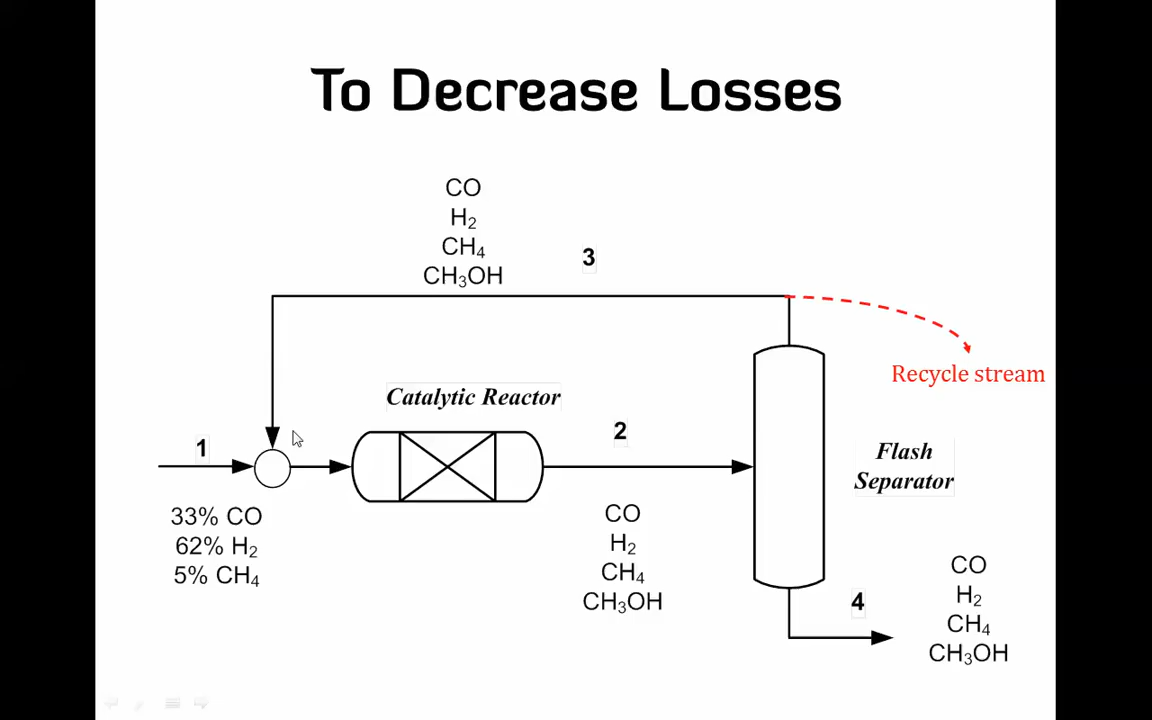 To Decrease Losses
CO
H₂
CH₄
CH₃OH
3
Recycle stream
Catalytic Reactor
1
2
Flash
Separator
33% CO
62% H₂
5% CH₄
CO
H₂
CH₄
CH₃OH
4
CO
H₂
CH₄
CH₃OH